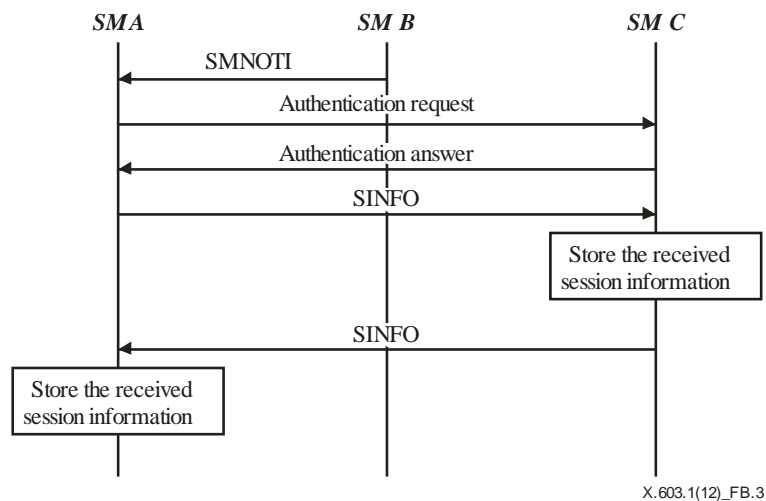 SM A
SM B
SM C
SMNOTI
Authentication request
Authentication answer
SINFO
Store the received
session information
SINFO
Store the received
session information
X.603.1(12)_FB.3